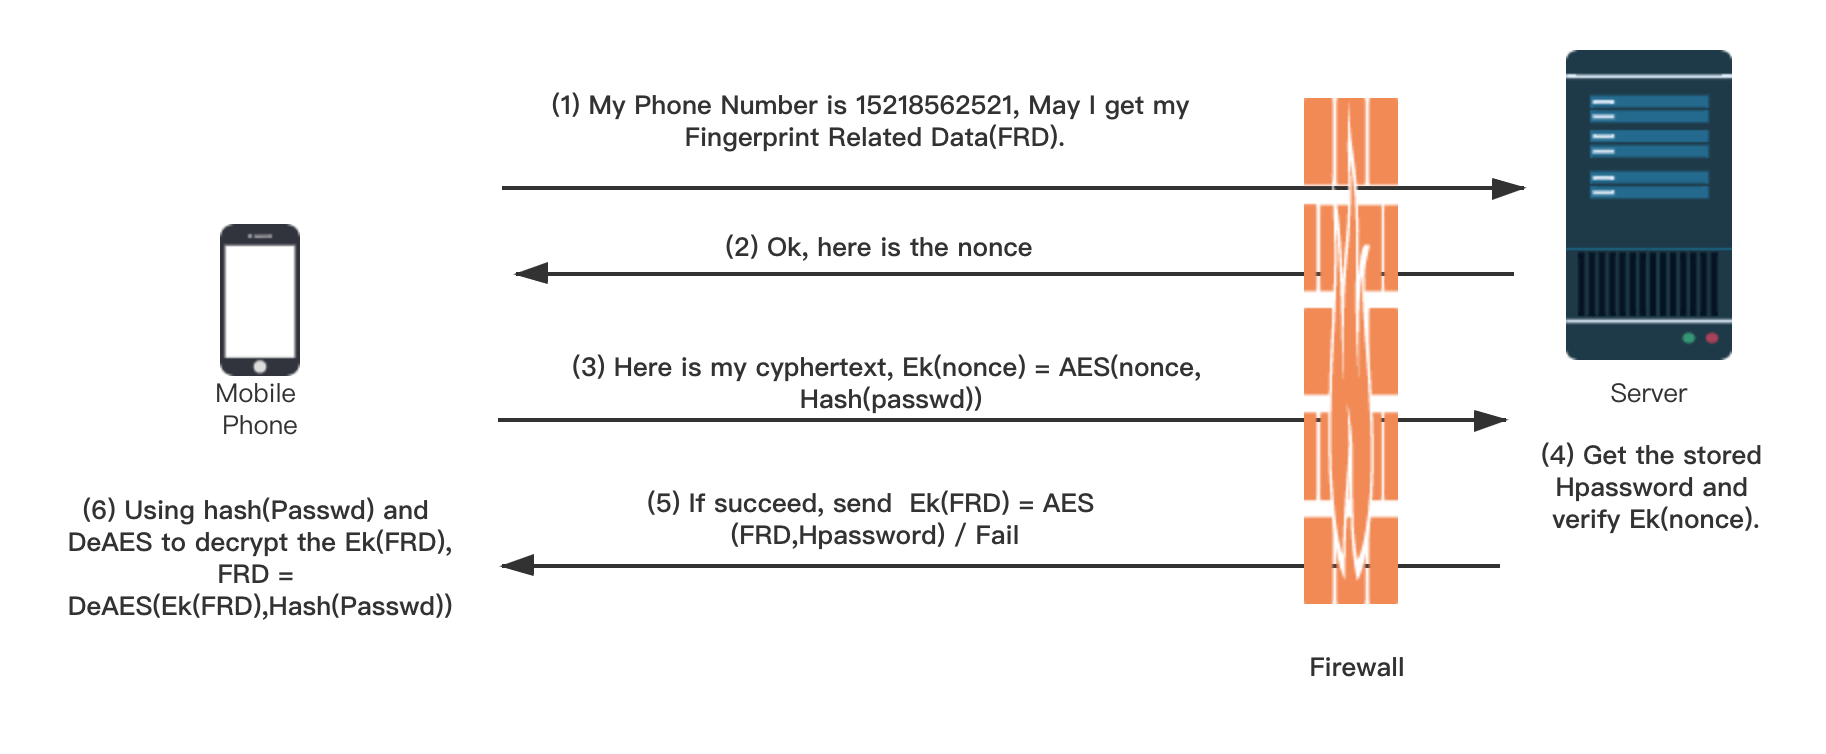 (1) My Phone Number is 15218562521, May I get my
Fingerprint Related Data(FRD).
(2) Ok, here is the nonce
(3) Here is my cyphertext, Ek(nonce) = AES(nonce,
Hash(passwd))
Mobile
Phone
Server
(4) Get the stored
Hpassword and
verify Ek(nonce).
(5) If succeed, send  Ek(FRD) = AES
(FRD,Hpassword) / Fail
(6) Using hash(Passwd) and
DeAES to decrypt the Ek(FRD),
FRD =
DeAES(Ek(FRD),Hash(Passwd))
Firewall